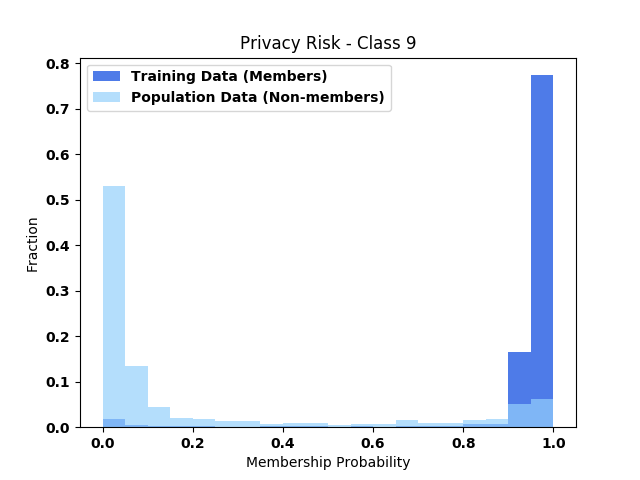 Privacy Risk - Class 9
Training Data (Members)
Population Data (Non-members)
Fraction
0.8
0.7
0.6
0.5
0.4
0.3
0.2
0.1
0.0
0.0 0.2 0.4 0.6 0.8 1.0
Membership Probability